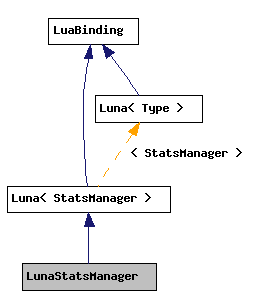 LuaBinding
Luna< Type >
< StatsManager >
Luna< StatsManager >
LunaStatsManager